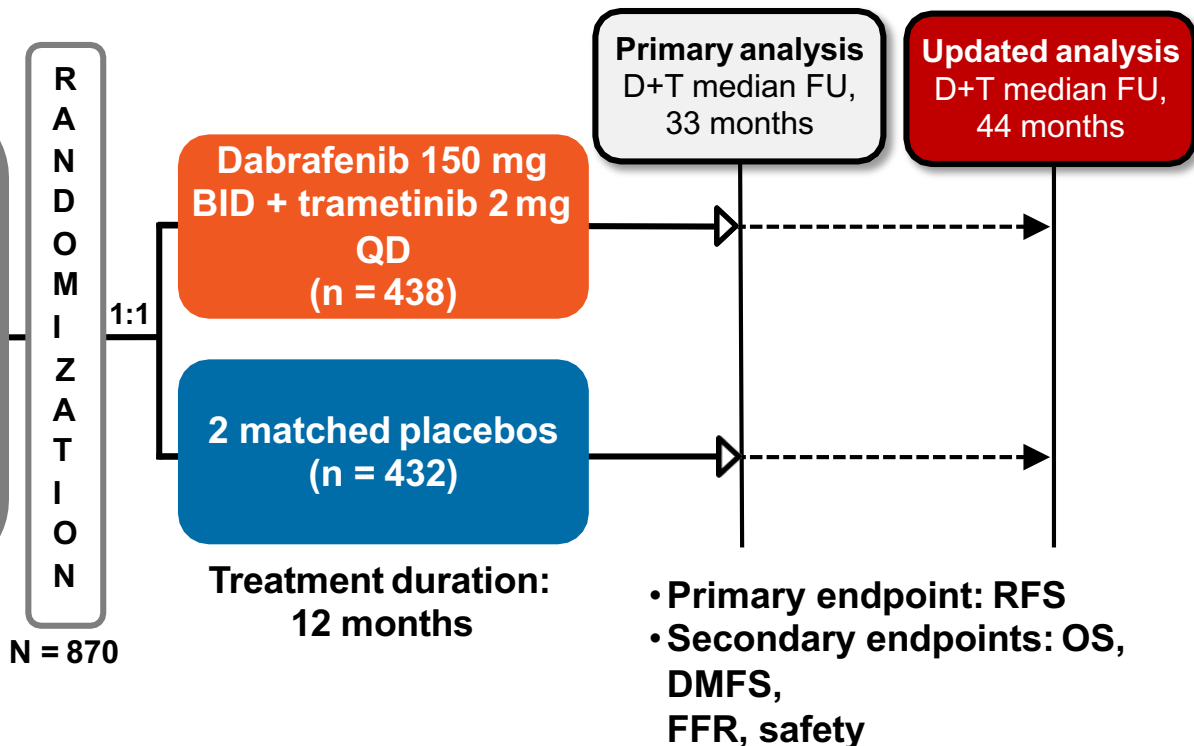 RANDOMIZATION
N = 870
1:1
Dabrafenib 150 mg
BID + trametinib 2 mg
QD
(n = 438)
2 matched placebos
(n = 432)
Treatment duration:
12 months
Primary analysis
D+T median FU,
33 months
Updated analysis
D+T median FU,
44 months
• Primary endpoint: RFS
• Secondary endpoints: OS,
DMFS,
FFR, safety